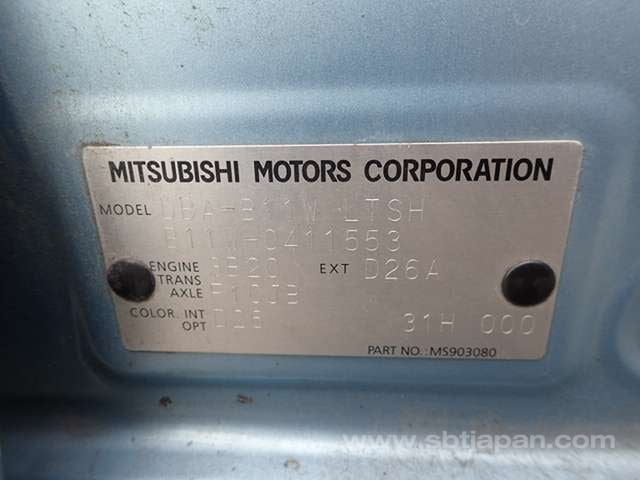 MITSUBISHI MOTORS CORPORATION
MODEL DBA-B11W LTSH
B11W-0411553
ENGINE 3B20 EXT D26A
TRANS
AXLE F1CJB
COLOR. INT D26
OPT 31H 000
PART NO.:MS903080
www.sbtjapan.com